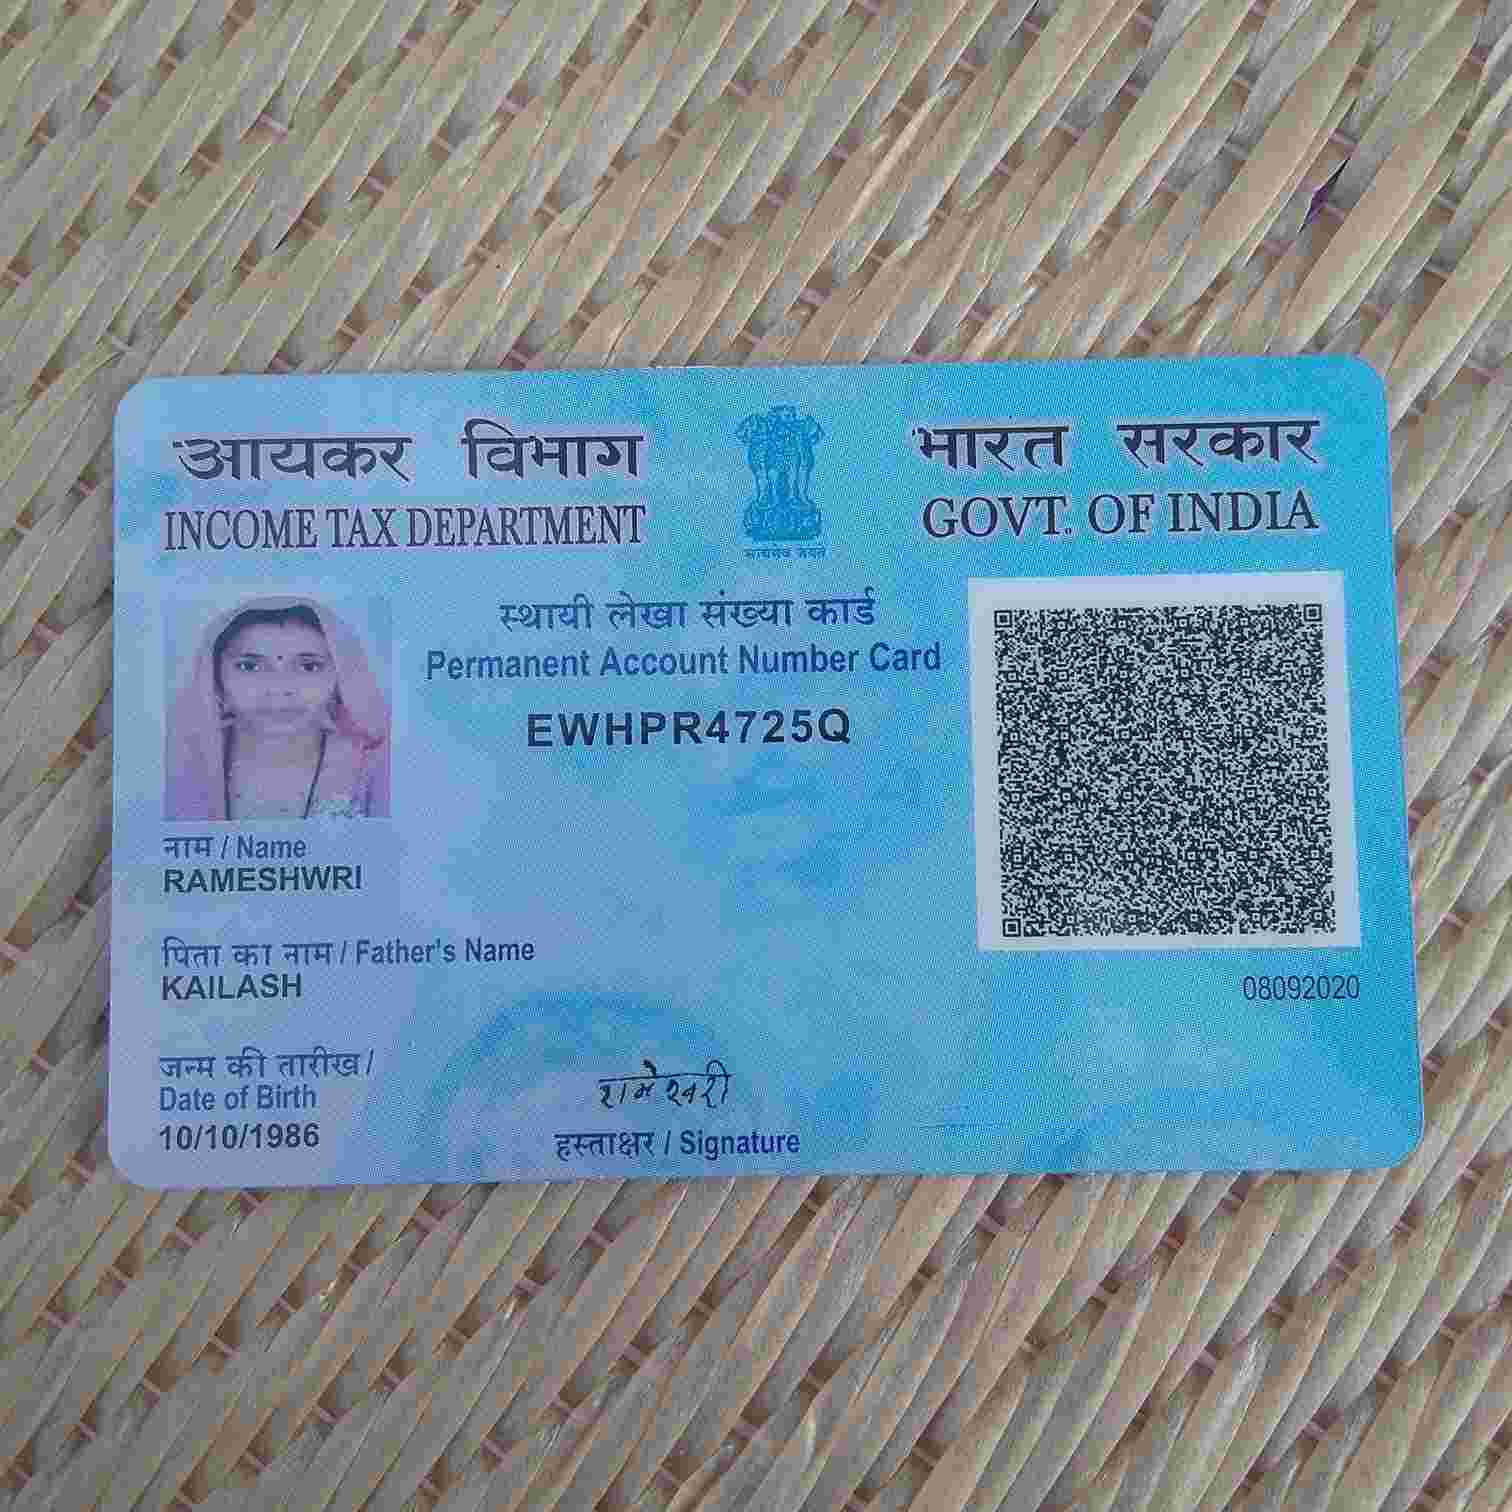 आयकर विभाग
INCOME TAX DEPARTMENT
भारत सरकार
GOVT. OF INDIA
सत्यमेव जयते
स्थायी लेखा संख्या कार्ड
Permanent Account Number Card
EWHPR4725Q
नाम / Name
RAMESHWRI
पिता का नाम / Father's Name
KAILASH
08092020
जन्म की तारीख /
Date of Birth
10/10/1986
रामेश्वरी
हस्ताक्षर / Signature